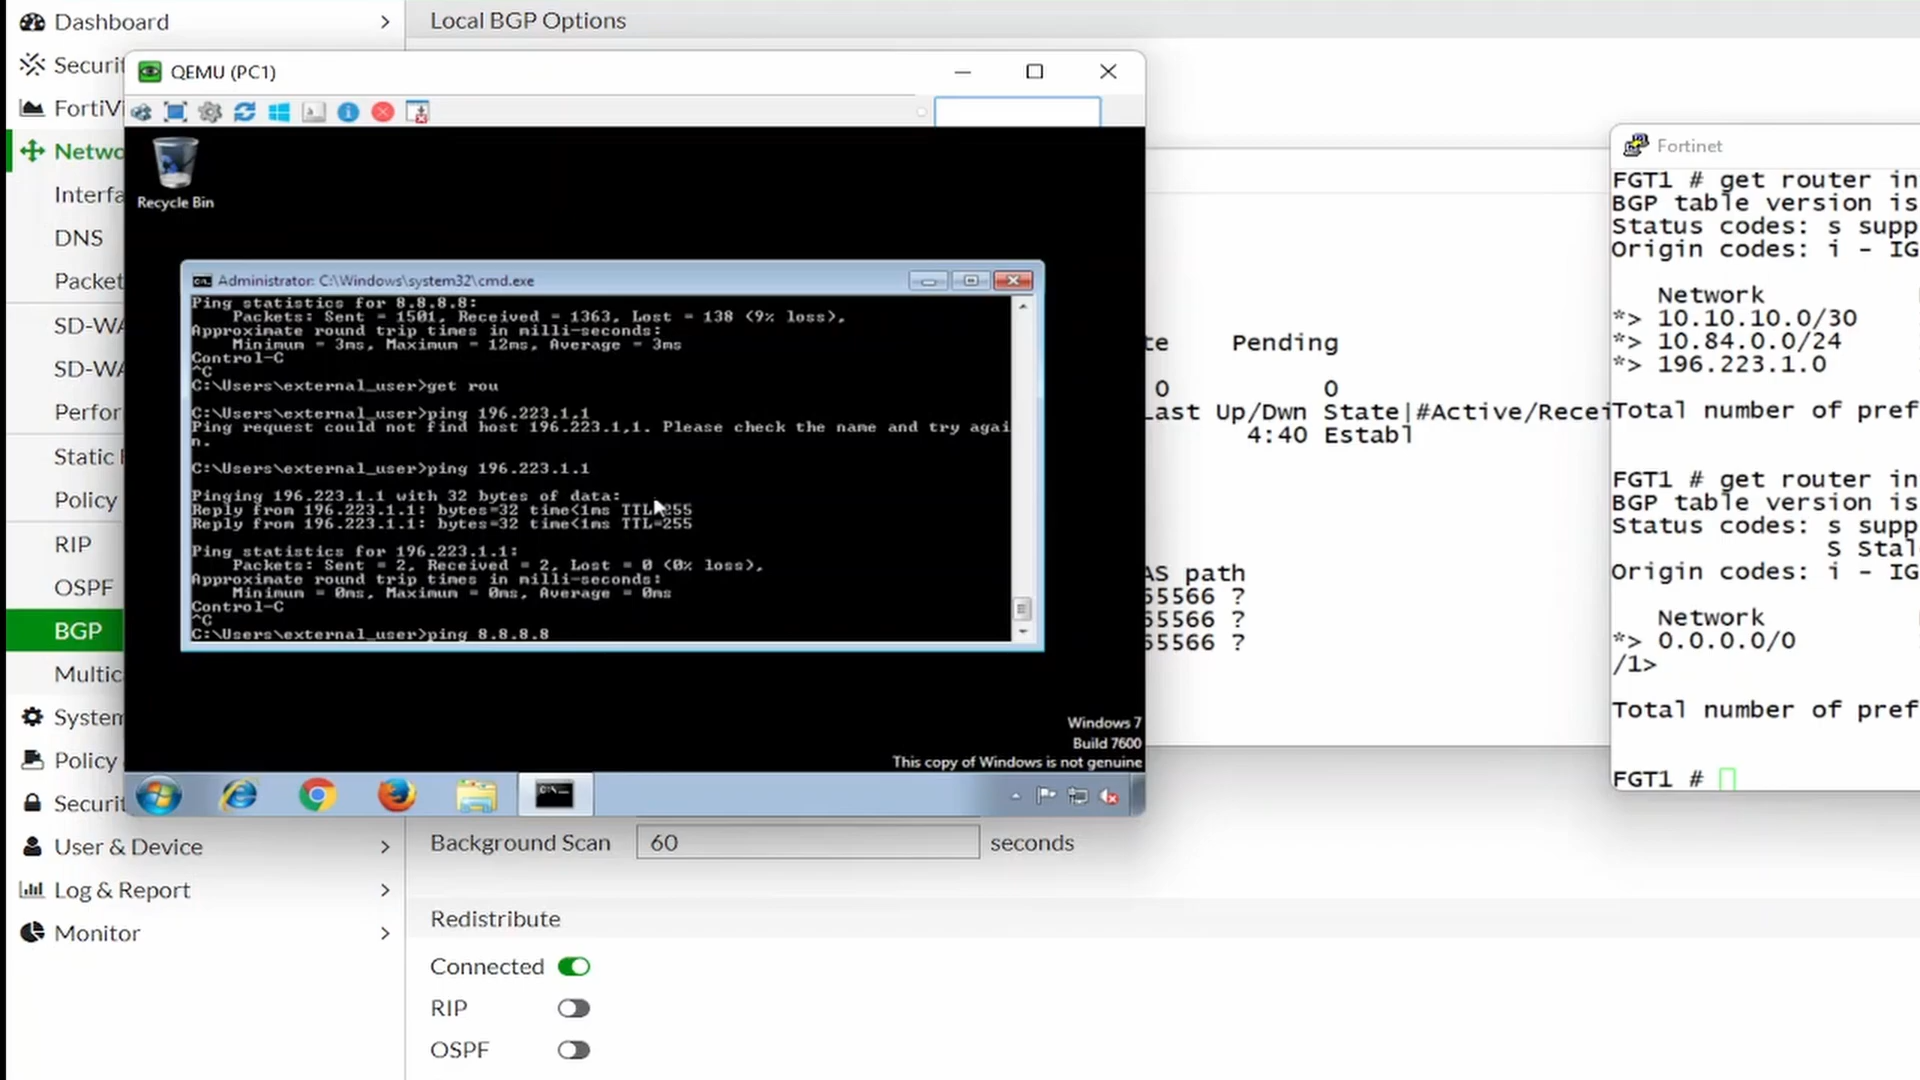 Dashboard
Local BGP Options
QEMU (PC1)
Securit
FortiVi
Netwo
Interfa
DNS
Packet
SD-WA
SD-WA
Perfor
Static R
Policy
RIP
OSPF
BGP
Multic
System
Policy
Securit
User & Device
Log & Report
Monitor
Recycle Bin
Administrator: C:\Windows\system32\cmd.exe
Ping statistics for 8.8.8.8:
Packets: Sent = 1501, Received = 1363, Lost = 138 (9% loss),
Approximate round trip times in milli-seconds:
Minimum = 3ms, Maximum = 12ms, Average = 3ms
Control-C
^C
C:\Users\external_user>get rou
C:\Users\external_user>ping 196.223.1,1
Ping request could not find host 196.223.1,1. Please check the name and try agai
n.
C:\Users\external_user>ping 196.223.1.1
Pinging 196.223.1.1 with 32 bytes of data:
Reply from 196.223.1.1: bytes=32 time<1ms TTL=255
Reply from 196.223.1.1: bytes=32 time<1ms TTL=255
Ping statistics for 196.223.1.1:
Packets: Sent = 2, Received = 2, Lost = 0 (0% loss),
Approximate round trip times in milli-seconds:
Minimum = 0ms, Maximum = 0ms, Average = 0ms
Control-C
^C
C:\Users\external_user>ping 8.8.8.8
Windows 7
Build 7600
This copy of Windows is not genuine
te Pending
0 0
Last Up/Dwn State|#Active/Recei
4:40 Establ
AS path
65566 ?
65566 ?
65566 ?
Fortinet
FGT1 # get router in
BGP table version is
Status codes: s supp
Origin codes: i - IG
Network
*> 10.10.10.0/30
*> 10.84.0.0/24
*> 196.223.1.0
Total number of pref
FGT1 # get router in
BGP table version is
Status codes: s supp
S Stal
Origin codes: i - IG
Network
*> 0.0.0.0/0
/1>
Total number of pref
FGT1 #
Background Scan 60 seconds
Redistribute
Connected
RIP
OSPF